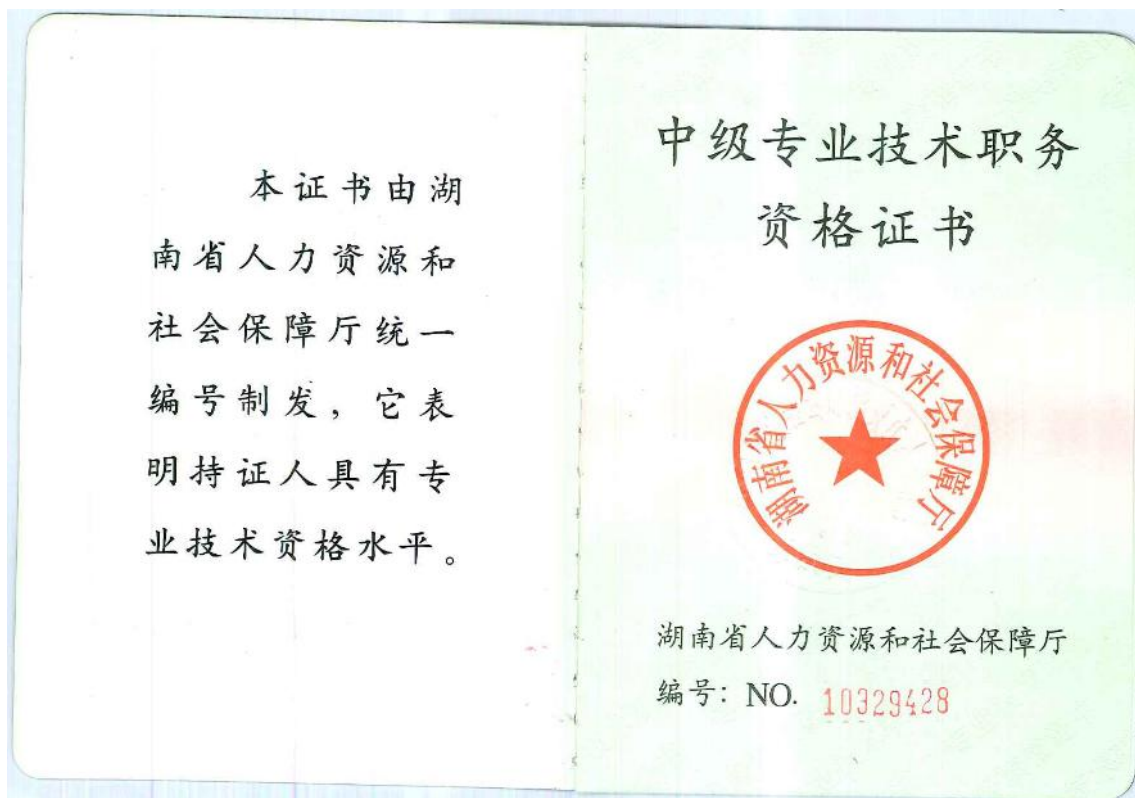 本证书由湖
南省人力资源和
社会保障厅统一
编号制发，它表
明持证人具有专
业技术资格水平。
中级专业技术职务
资格证书
湖南省人力资源和社会保障厅
湖南省人力资源和社会保障厅
编号：NO. 10329428